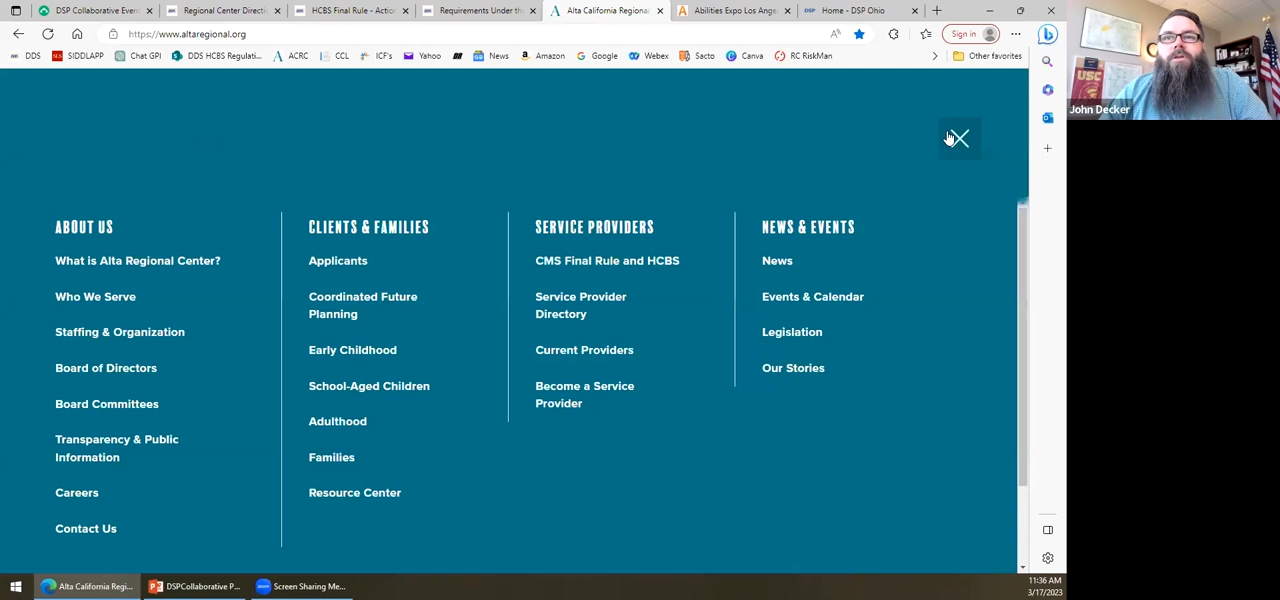 DSP Collaborative Even
Regional Center Directi
HCBS Final Rule - Action
Requirements Under th
Alta California Regional
Abilities Expo Los Ange
DSP Home - DSP Ohio
https://www.altaregional.org
Sign in
DDS
SIDDLAPP
Chat GPI
DDS HCBS Regulati...
ACRC
CCL
ICF's
Yahoo
News
Amazon
Google
Webex
Sacto
Canva
RC RiskMan
Other favorites
USC
John Decker
ABOUT US
What is Alta Regional Center?
Who We Serve
Staffing & Organization
Board of Directors
Board Committees
Transparency & Public
Information
Careers
Contact Us
CLIENTS & FAMILIES
Applicants
Coordinated Future
Planning
Early Childhood
School-Aged Children
Adulthood
Families
Resource Center
SERVICE PROVIDERS
CMS Final Rule and HCBS
Service Provider
Directory
Current Providers
Become a Service
Provider
NEWS & EVENTS
News
Events & Calendar
Legislation
Our Stories
Alta California Regi...
DSPCollaborative P...
Screen Sharing Me...
11:36 AM
3/17/2023